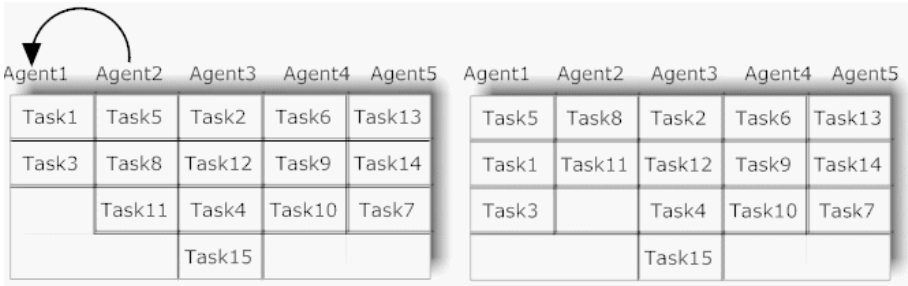 Agent1 Agent2 Agent3 Agent4 Agent5
Task1 Task5 Task2 Task6 Task13
Task3 Task8 Task12 Task9 Task14
Task11 Task4 Task10 Task7
Task15
Agent1 Agent2 Agent3 Agent4 Agent5
Task5 Task8 Task2 Task6 Task13
Task1 Task11 Task12 Task9 Task14
Task3 Task4 Task10 Task7
Task15